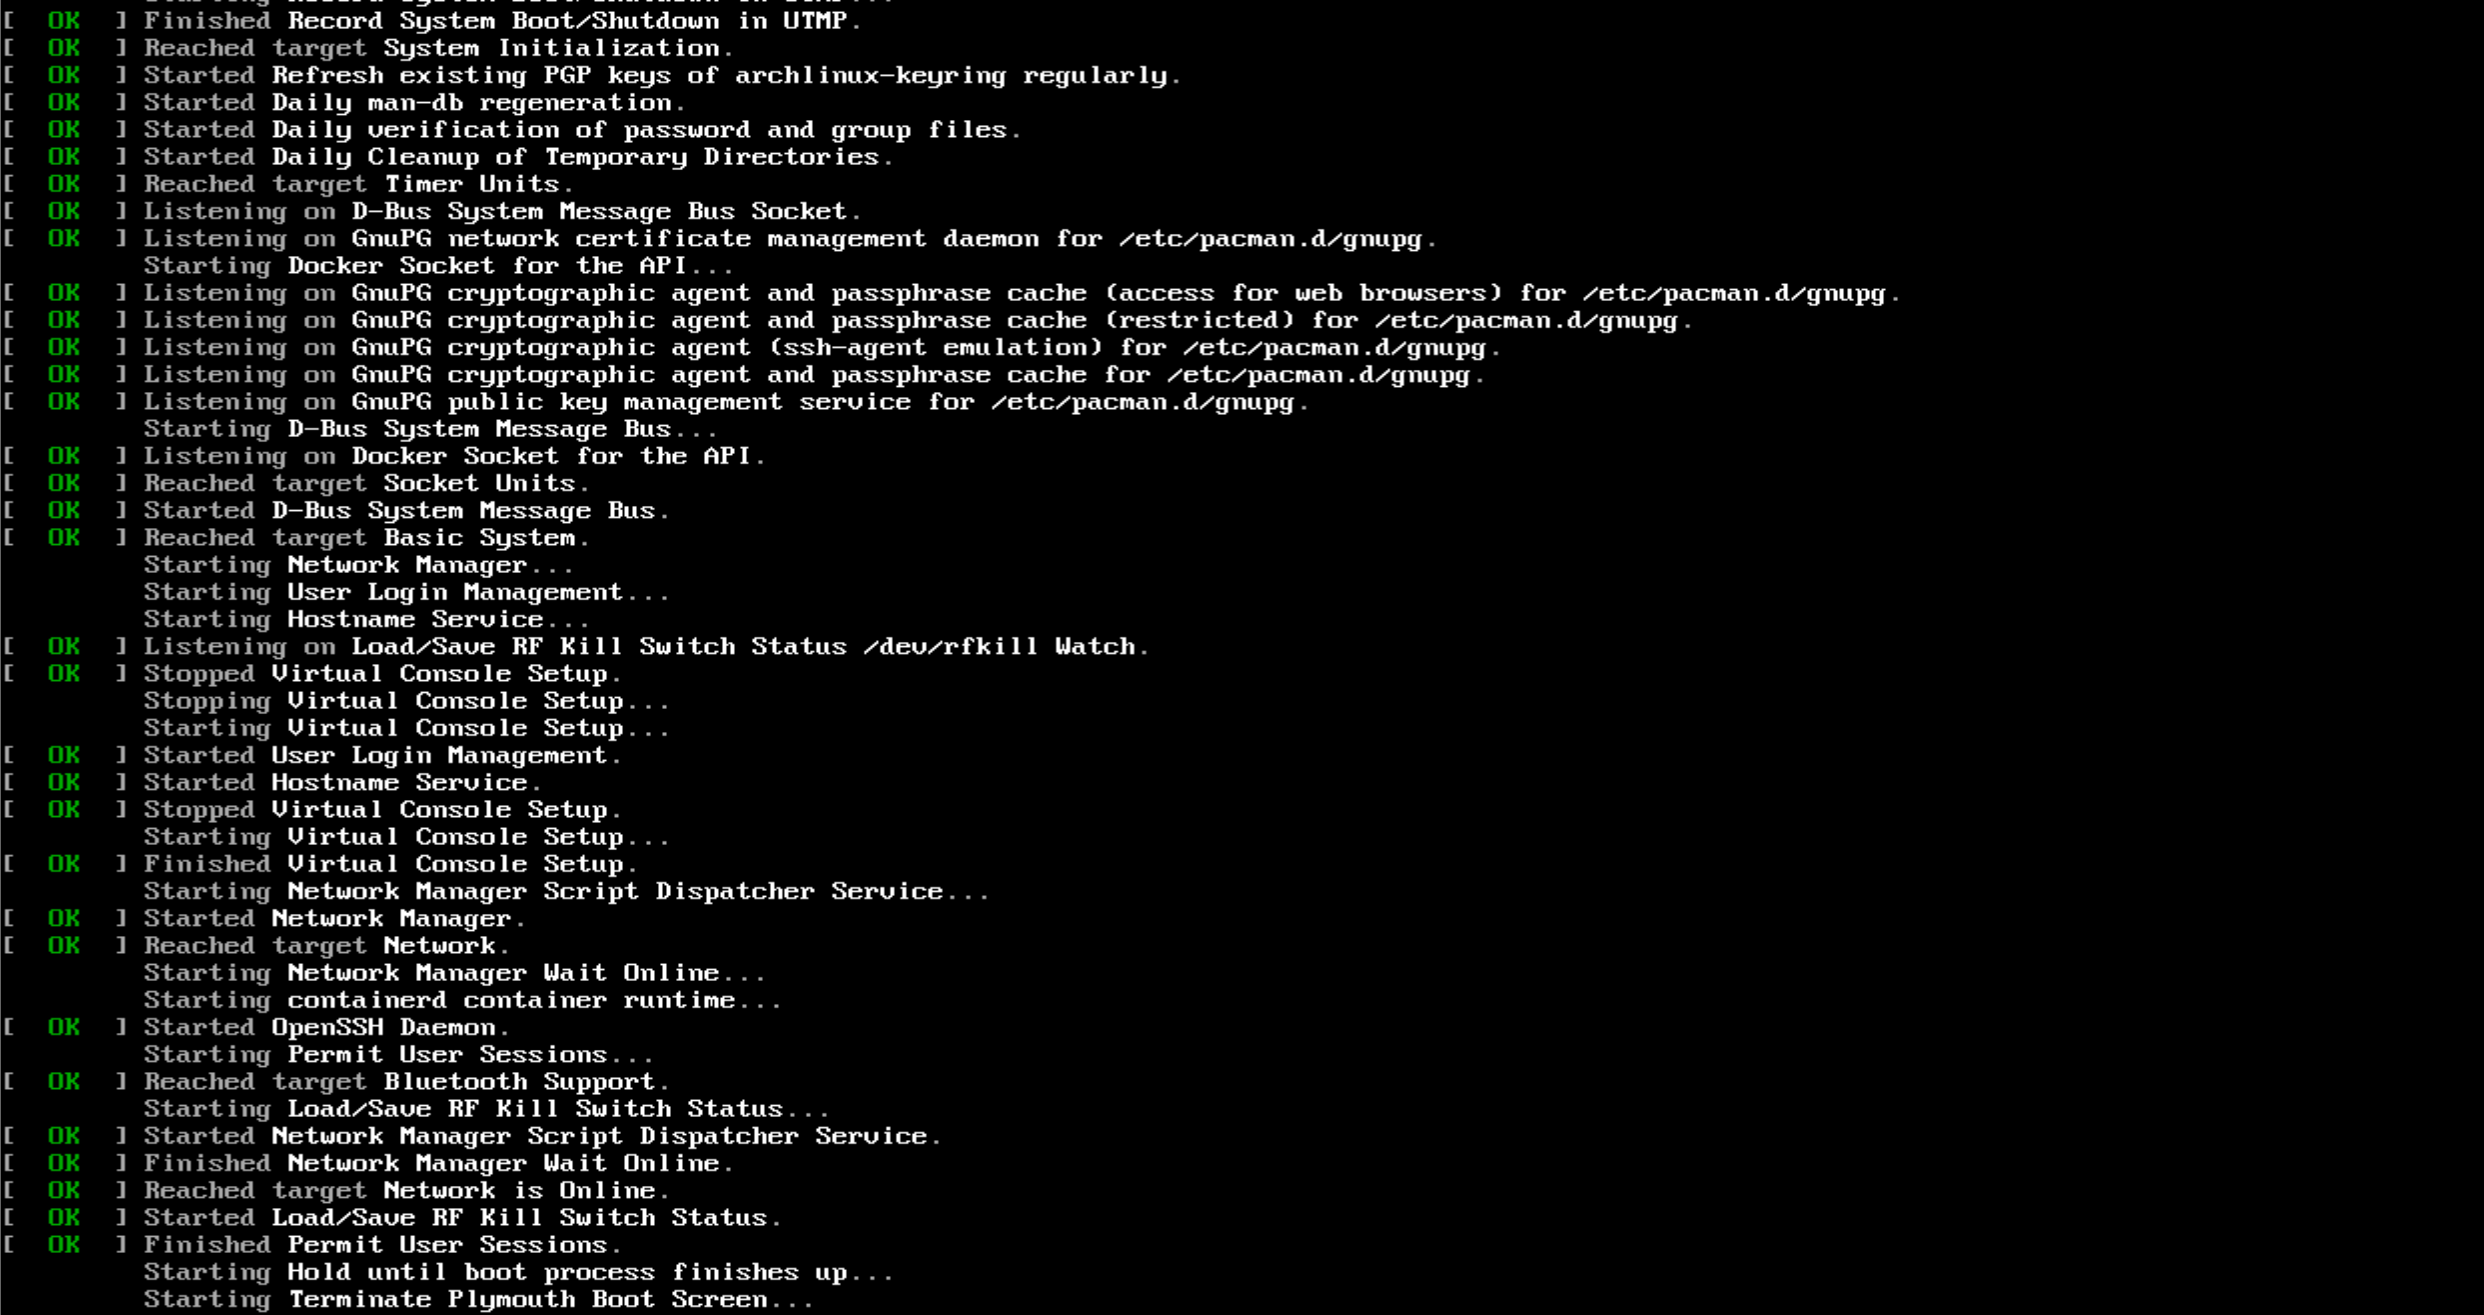 [  OK  ] Finished Record System Boot/Shutdown in UTMP.
[  OK  ] Reached target System Initialization.
[  OK  ] Started Refresh existing PGP keys of archlinux-keyring regularly.
[  OK  ] Started Daily man-db regeneration.
[  OK  ] Started Daily verification of password and group files.
[  OK  ] Started Daily Cleanup of Temporary Directories.
[  OK  ] Reached target Timer Units.
[  OK  ] Listening on D-Bus System Message Bus Socket.
[  OK  ] Listening on GnuPG network certificate management daemon for /etc/pacman.d/gnupg.
         Starting Docker Socket for the API...
[  OK  ] Listening on GnuPG cryptographic agent and passphrase cache (access for web browsers) for /etc/pacman.d/gnupg.
[  OK  ] Listening on GnuPG cryptographic agent and passphrase cache (restricted) for /etc/pacman.d/gnupg.
[  OK  ] Listening on GnuPG cryptographic agent (ssh-agent emulation) for /etc/pacman.d/gnupg.
[  OK  ] Listening on GnuPG cryptographic agent and passphrase cache for /etc/pacman.d/gnupg.
[  OK  ] Listening on GnuPG public key management service for /etc/pacman.d/gnupg.
         Starting D-Bus System Message Bus...
[  OK  ] Listening on Docker Socket for the API.
[  OK  ] Reached target Socket Units.
[  OK  ] Started D-Bus System Message Bus.
[  OK  ] Reached target Basic System.
         Starting Network Manager...
         Starting User Login Management...
         Starting Hostname Service...
[  OK  ] Listening on Load/Save RF Kill Switch Status /dev/rfkill Watch.
[  OK  ] Stopped Virtual Console Setup.
         Stopping Virtual Console Setup...
         Starting Virtual Console Setup...
[  OK  ] Started User Login Management.
[  OK  ] Started Hostname Service.
[  OK  ] Stopped Virtual Console Setup.
         Starting Virtual Console Setup...
[  OK  ] Finished Virtual Console Setup.
         Starting Network Manager Script Dispatcher Service...
[  OK  ] Started Network Manager.
[  OK  ] Reached target Network.
         Starting Network Manager Wait Online...
         Starting containerd container runtime...
[  OK  ] Started OpenSSH Daemon.
         Starting Permit User Sessions...
[  OK  ] Reached target Bluetooth Support.
         Starting Load/Save RF Kill Switch Status...
[  OK  ] Started Network Manager Script Dispatcher Service.
[  OK  ] Finished Network Manager Wait Online.
[  OK  ] Reached target Network is Online.
[  OK  ] Started Load/Save RF Kill Switch Status.
[  OK  ] Finished Permit User Sessions.
         Starting Hold until boot process finishes up...
         Starting Terminate Plymouth Boot Screen...